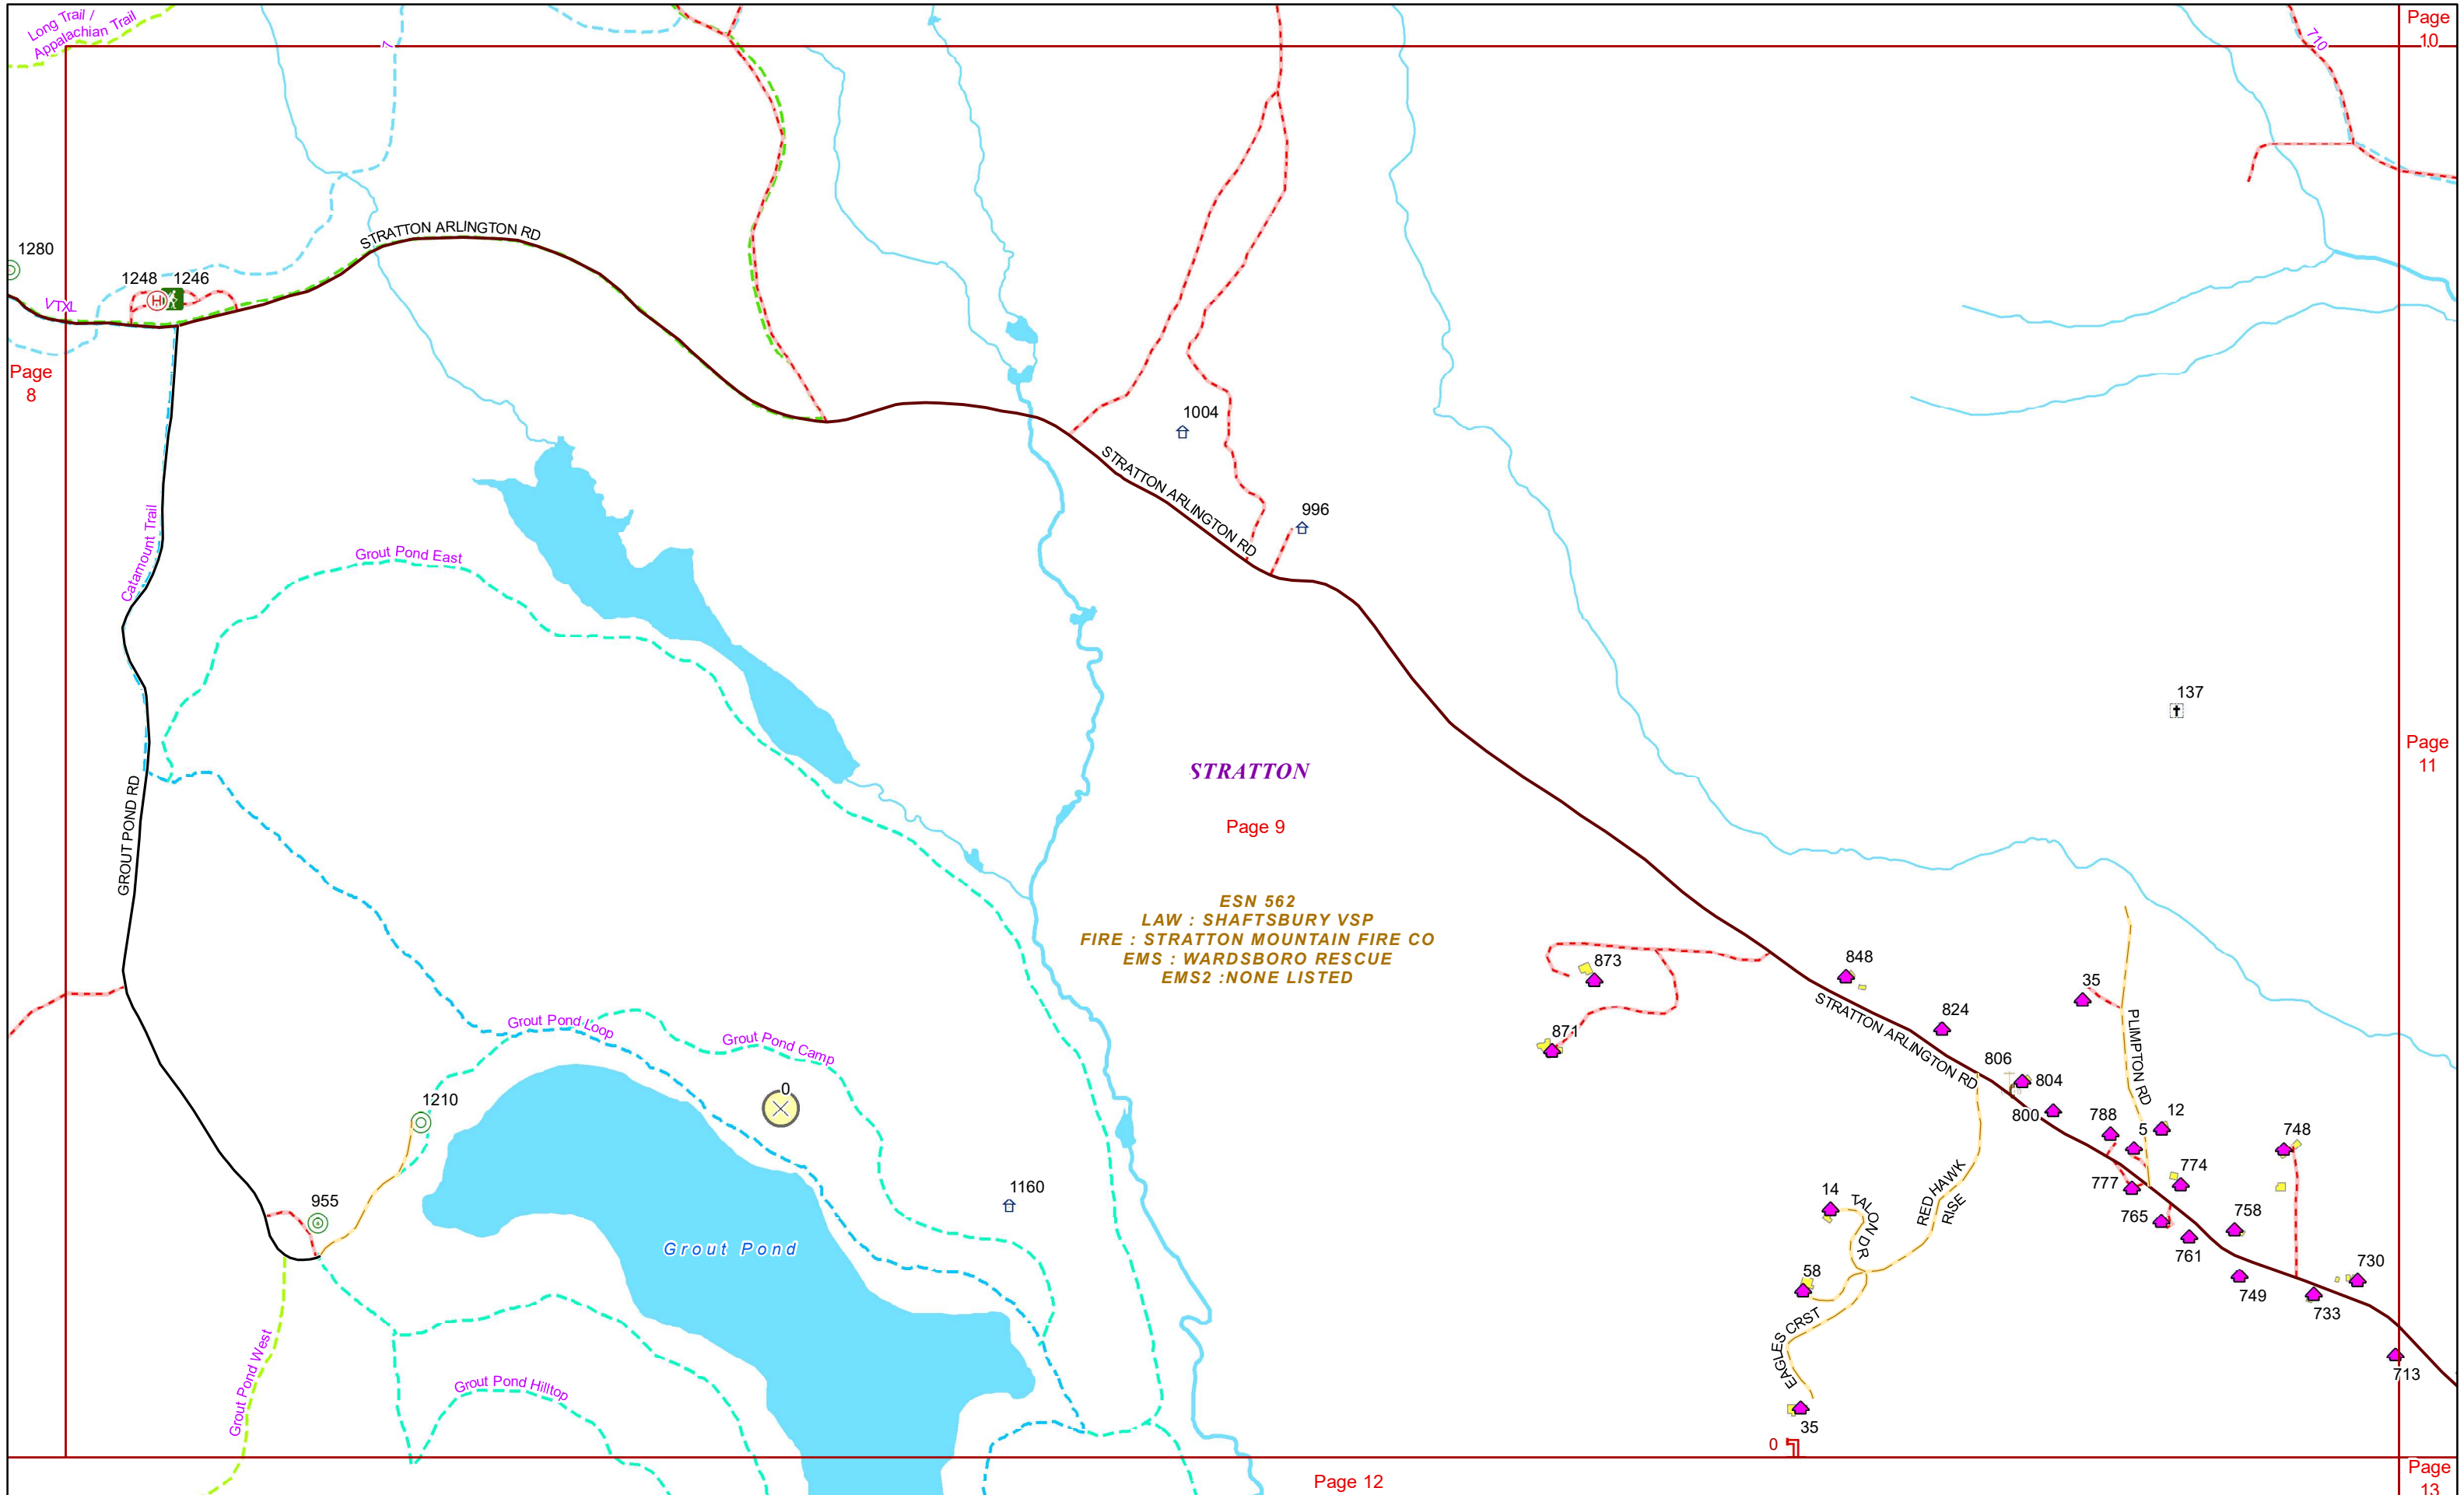 Long Trail /
Appalachian Trail
7
710
Page
10
1280
1248
1246
VTXL
STRATTON ARLINGTON RD
Page
8
1004
STRATTON ARLINGTON RD
996
Catamount Trail
Grout Pond East
137
STRATTON
Page
11
Page 9
GROUT POND RD
ESN 562
LAW : SHAFTSBURY VSP
FIRE : STRATTON MOUNTAIN FIRE CO
EMS : WARDSBORO RESCUE
EMS2 :NONE LISTED
873
848
35
824
871
STRATTON ARLINGTON RD
PLIMPTON RD
806
804
800
Grout Pond Loop
Grout Pond Camp
0
1210
788
5
12
748
774
777
1160
14
TALON DR
RED HAWK
RISE
955
765
758
761
Grout Pond
58
730
749
733
EAGLES CRST
Grout Pond West
Grout Pond Hilltop
713
35
0
Page 12
Page
13
H